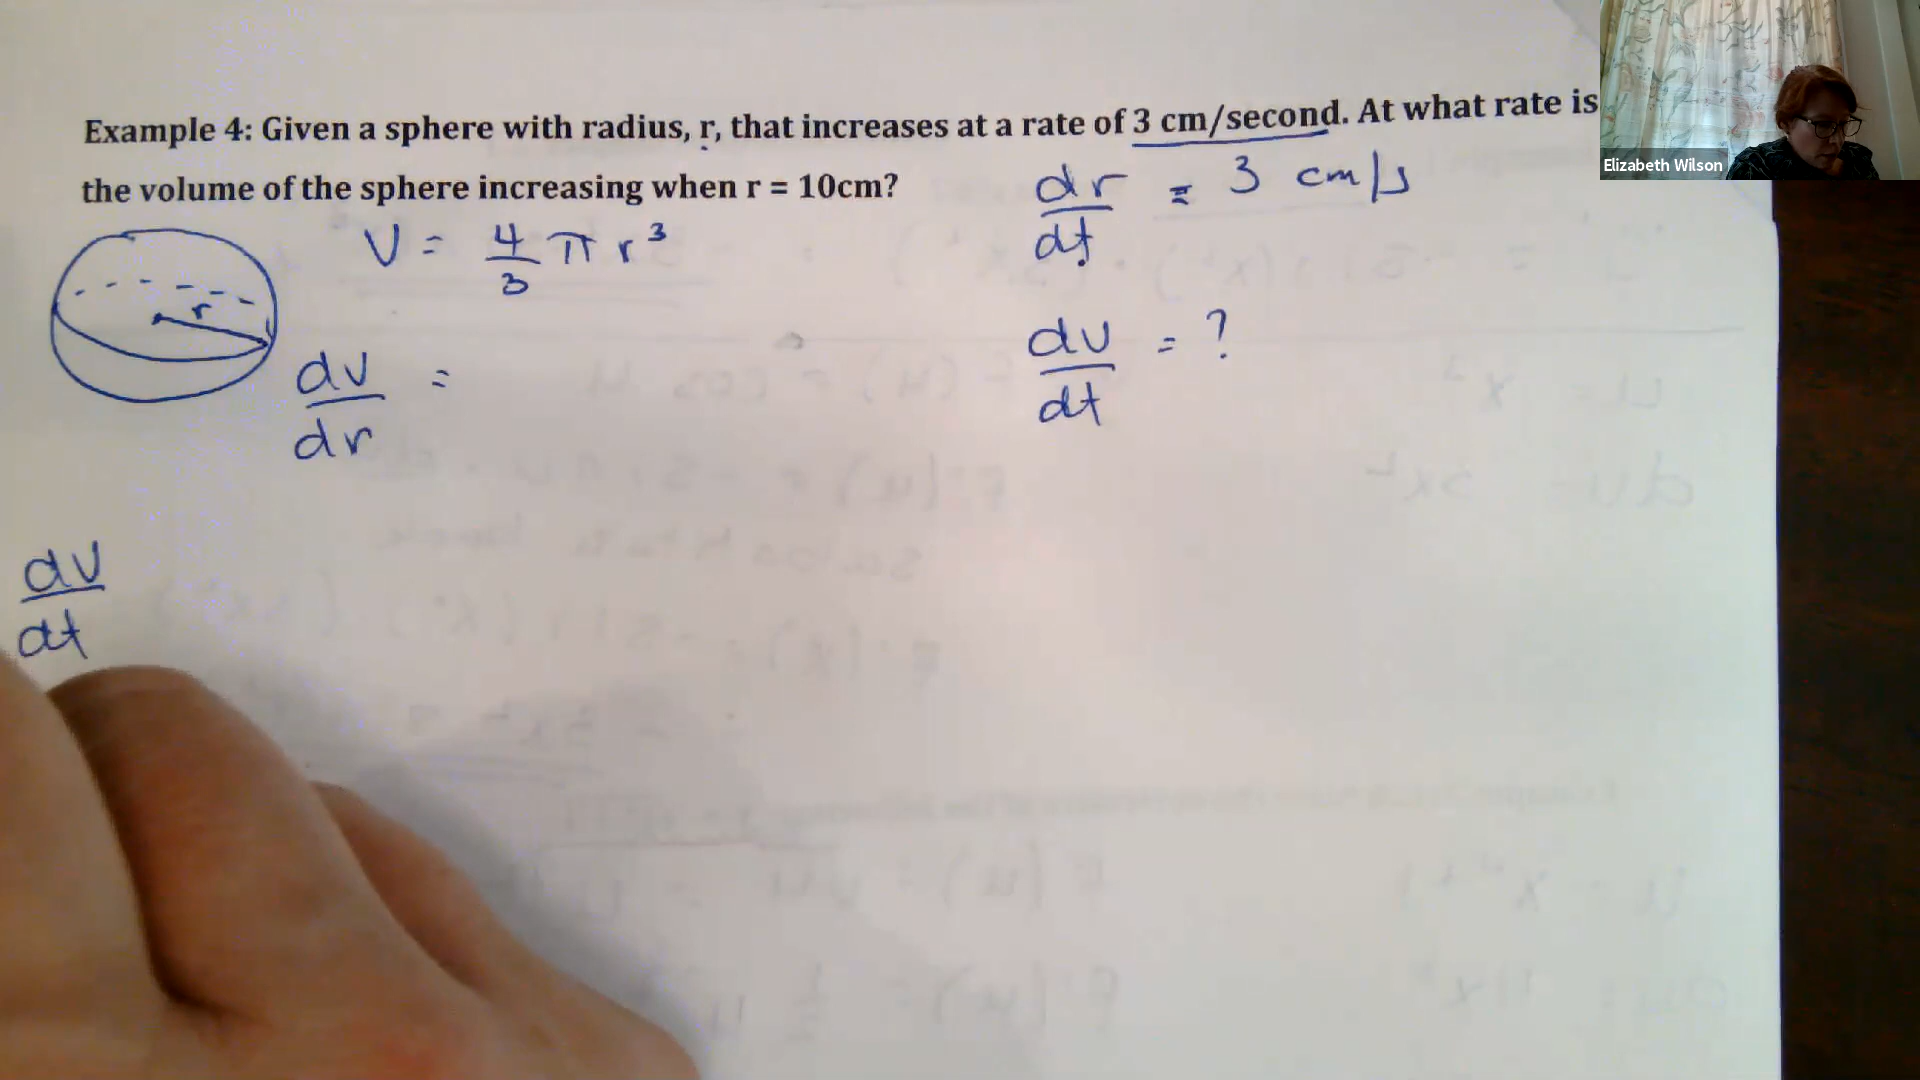 Example 4: Given a sphere with radius, r, that increases at a rate of 3 cm/second. At what rate is
the volume of the sphere increasing when r = 10cm?
dr/dt = 3 cm/s
V = 4/3 π r³
r
dv/dt = ?
dv/dr =
dv/dt
Elizabeth Wilson